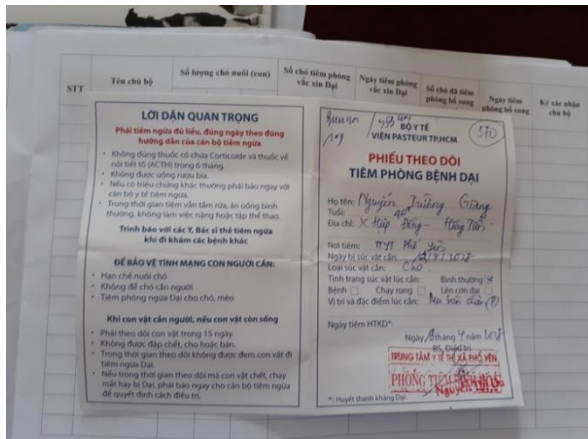 STT
Tên chủ hộ
Số lượng chó nuôi (con)
Số chó tiêm phòng
vắc xin Dại
Ngày tiêm phòng
vắc xin Dại
Số chó đã tiêm
phòng bổ sung
Ngày tiêm
phòng bổ sung
Ký xác nhận
chủ hộ
LỜI DẶN QUAN TRỌNG
Phải tiêm ngừa đủ liều, đúng ngày theo đúng
hướng dẫn của cán bộ tiêm ngừa
• Không dùng thuốc có chứa Corticoide và thuốc về
nội tiết tố (ACTH) trong 6 tháng.
• Không được uống rượu bia.
• Nếu có triệu chứng khác thường phải báo ngay với
cán bộ y tế tiêm ngừa.
• Trong thời gian tiêm vẫn tắm rửa, ăn uống bình
thường, không làm việc nặng hoặc tập thể thao.
Trình báo với các Y, Bác sĩ thẻ tiêm ngừa
khi đi khám các bệnh khác
ĐỂ BẢO VỆ TÍNH MẠNG CON NGƯỜI CẦN:
• Hạn chế nuôi chó
• Không để chó cắn người
• Tiêm phòng ngừa Dại cho chó, mèo
Khi con vật cắn người, nếu con vật còn sống
• Phải theo dõi con vật trong 15 ngày.
• Không được đập chết, cho hoặc bán.
• Trong thời gian theo dõi không được đem con vật đi
tiêm ngừa Dại.
• Nếu trong thời gian theo dõi mà con vật chết, chạy
mất hay bị Dại, phải báo ngay cho cán bộ tiêm ngừa
để quyết định cách điều trị.
BỘ Y TẾ
VIỆN PASTEUR TP.HCM
370
PHIẾU THEO DÕI
TIÊM PHÒNG BỆNH DẠI
Họ tên: Nguyễn Trường Giang
Tuổi: 40
Địa chỉ: X
Nơi tiêm: TTYT Phổ Yên
Ngày bị súc vật cắn:
Loại súc vật cắn: Chó
Tình trạng súc vật lúc cắn: Bình thường
Bệnh Chạy rong Lên cơn dại
Vị trí và đặc điểm lúc cắn:
Ngày tiêm HTKD*:
Ngày tháng năm
BS. Điều trị
TRUNG TÂM Y TẾ THỊ XÃ PHỔ YÊN
PHÒNG TIÊM
Nguyễn
*: Huyết thanh kháng Dại